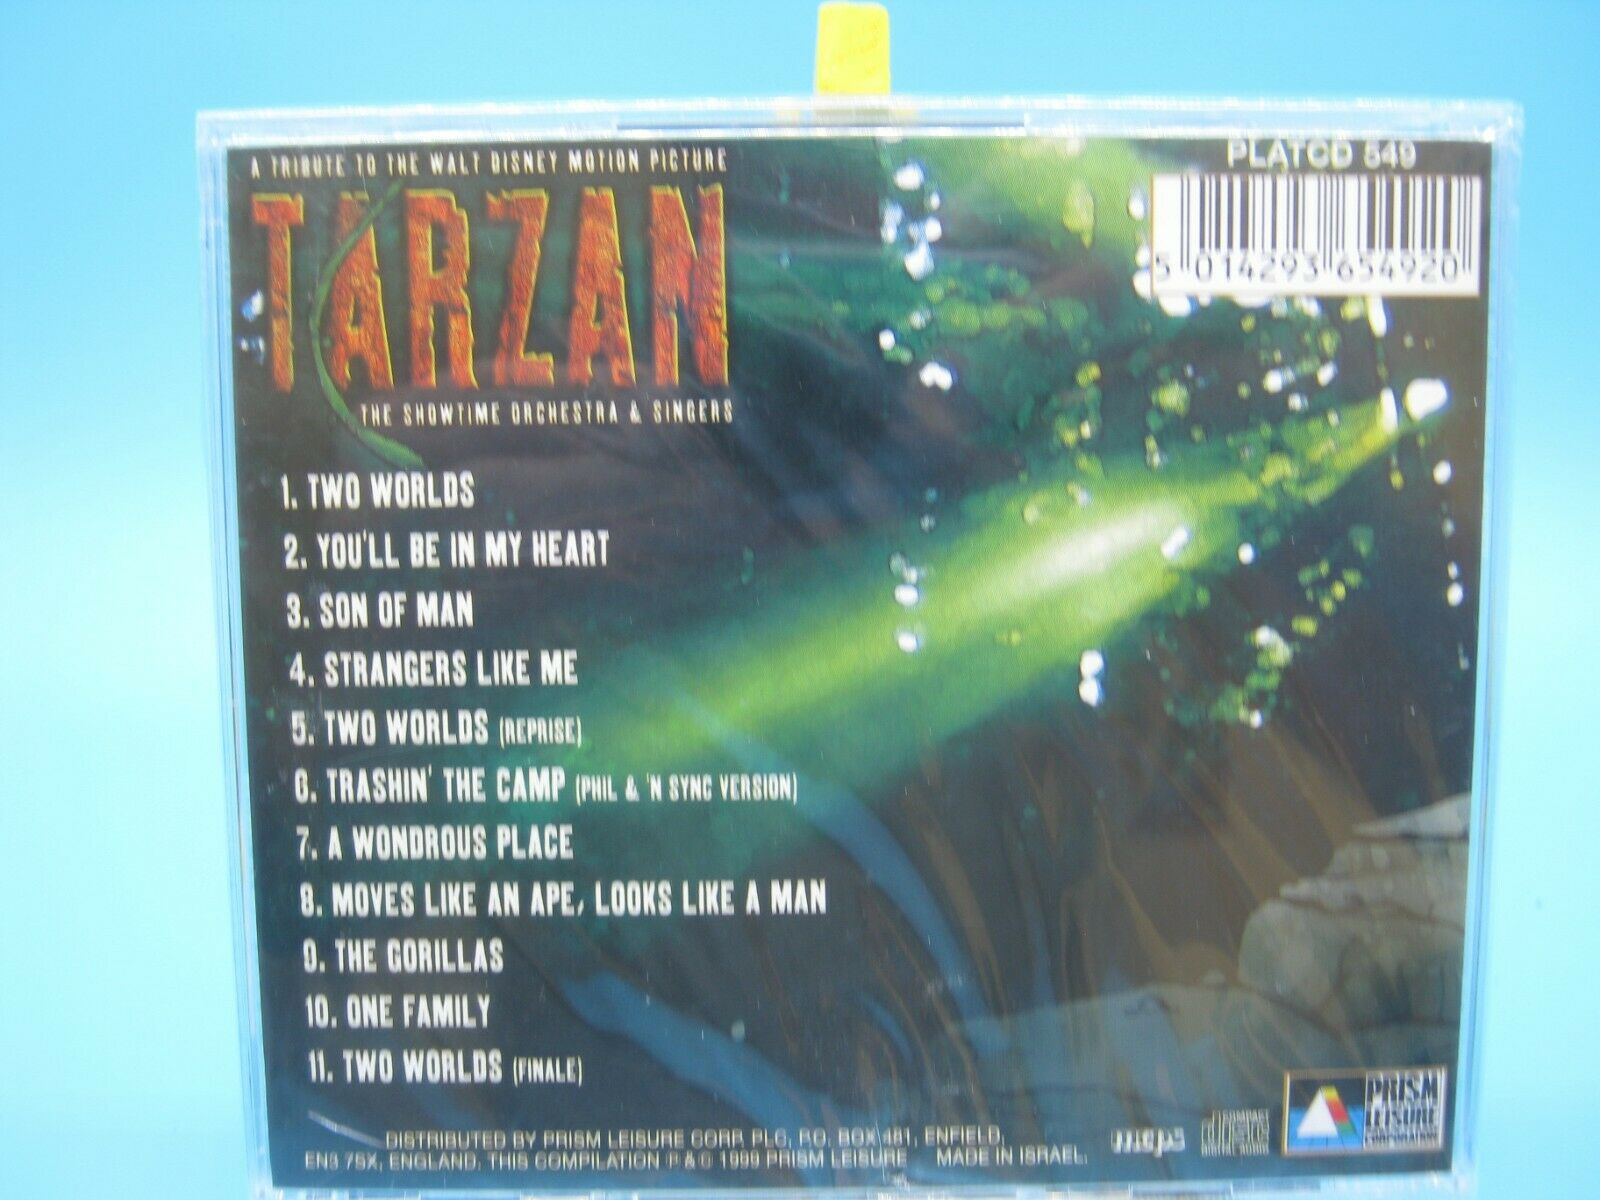 A TRIBUTE TO THE WALT DISNEY MOTION PICTURE
TARZAN
THE SHOWTIME ORCHESTRA & SINGERS
PLATCD 549
5 014293 654920
1. TWO WORLDS
2. YOU'LL BE IN MY HEART
3. SON OF MAN
4. STRANGERS LIKE ME
5. TWO WORLDS (REPRISE)
6. TRASHIN' THE CAMP (PHIL & 'N SYNC VERSION)
7. A WONDROUS PLACE
8. MOVES LIKE AN APE, LOOKS LIKE A MAN
9. THE GORILLAS
10. ONE FAMILY
11. TWO WORLDS (FINALE)
DISTRIBUTED BY PRISM LEISURE CORP. PLC, P.O. BOX 481, ENFIELD,
EN3 7SX, ENGLAND. THIS COMPILATION ℗ & © 1999 PRISM LEISURE MADE IN ISRAEL.
mcps
COMPACT
disc
DIGITAL AUDIO
PRISM
LEISURE
CORPORATION